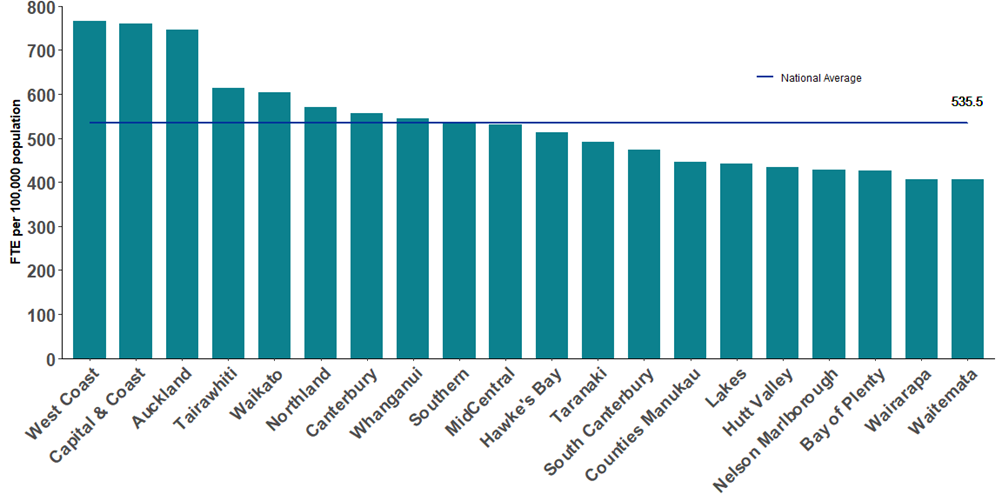 800
700
600
500
400
300
200
100
0
FTE per 100,000 population
National Average
535.5
West Coast
Capital & Coast
Auckland
Tairawhiti
Waikato
Northland
Canterbury
Whanganui
Southern
MidCentral
Hawke's Bay
Taranaki
South Canterbury
Counties Manukau
Lakes
Hutt Valley
Nelson Marlborough
Bay of Plenty
Wairarapa
Waitemata